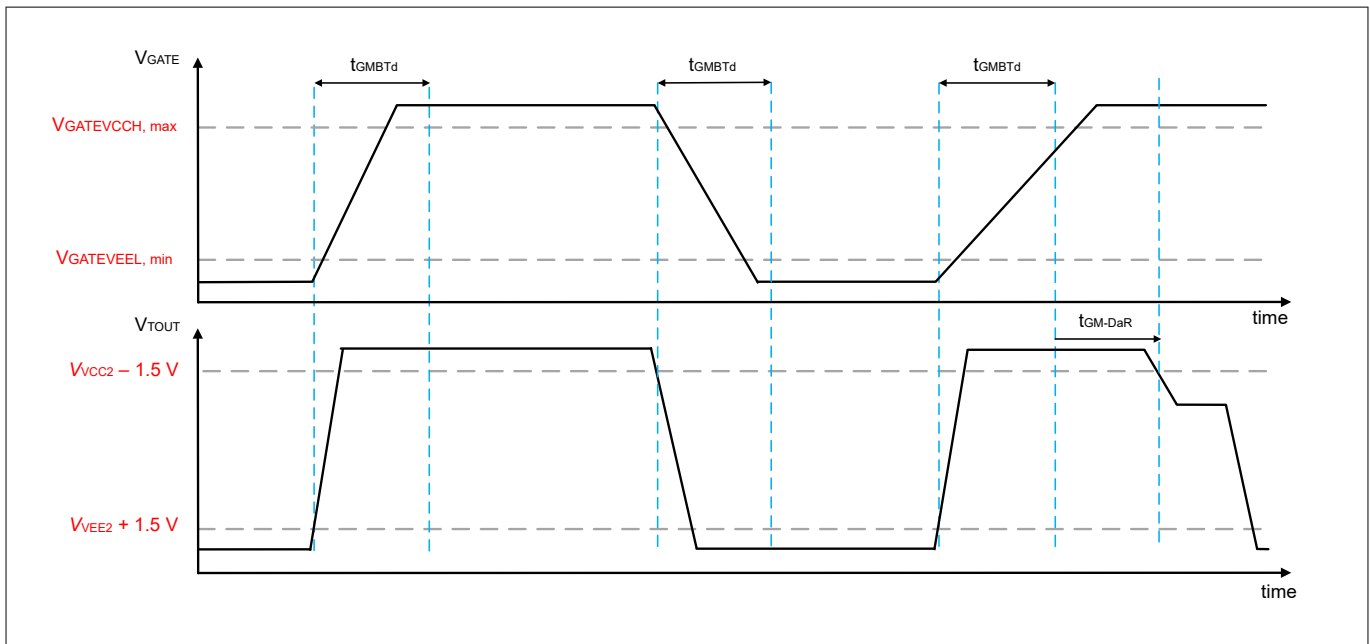 VGATE
tGMBTd
tGMBTd
tGMBTd
VGATEVCCH, max
VGATEVEEL, min
time
VTOUT
tGM-DaR
VVCC2 – 1.5 V
VVEE2 + 1.5 V
time